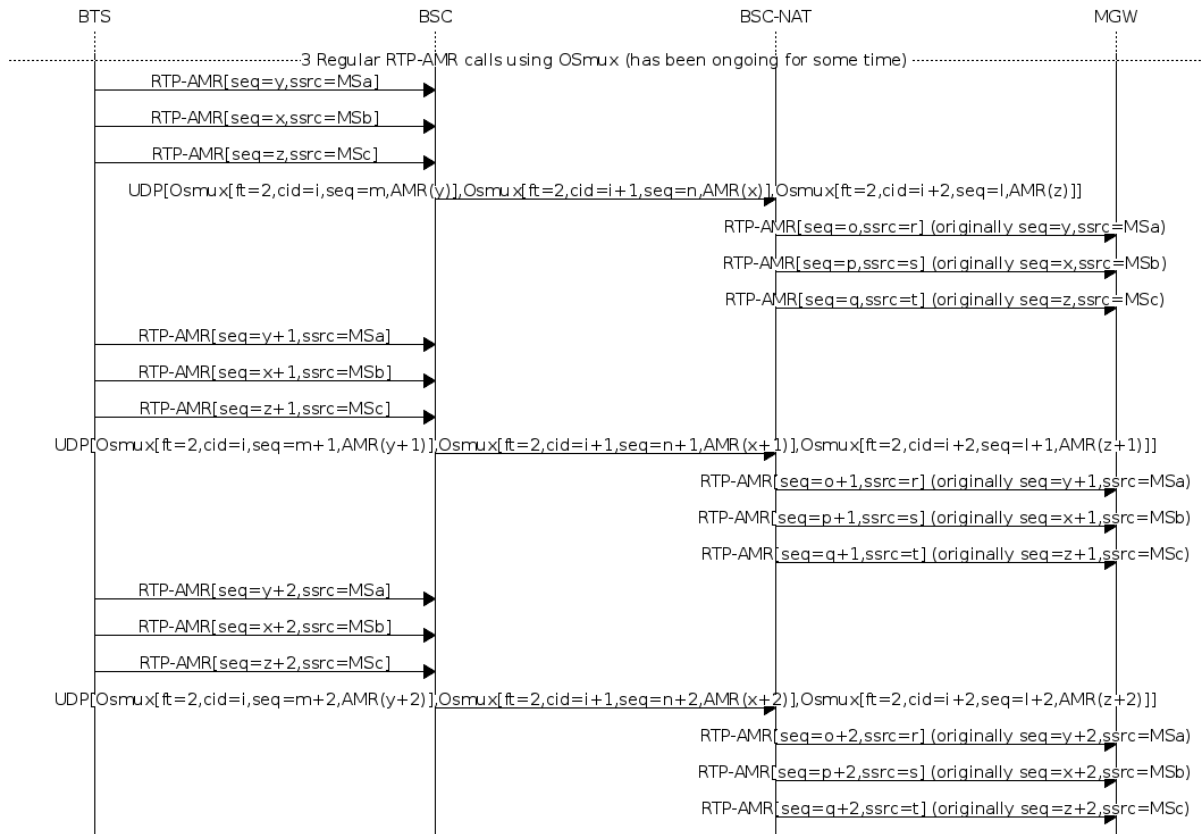 BTS BSC BSC-NAT MGW
3 Regular RTP-AMR calls using OSmux (has been ongoing for some time)
RTP-AMR[seq=y,ssrc=MSa]
RTP-AMR[seq=x,ssrc=MSb]
RTP-AMR[seq=z,ssrc=MSc]
UDP[Osmux[ft=2,cid=i,seq=m,AMR(y)],Osmux[ft=2,cid=i+1,seq=n,AMR(x)],Osmux[ft=2,cid=i+2,seq=l,AMR(z)]]
RTP-AMR[seq=o,ssrc=r] (originally seq=y,ssrc=MSa)
RTP-AMR[seq=p,ssrc=s] (originally seq=x,ssrc=MSb)
RTP-AMR[seq=q,ssrc=t] (originally seq=z,ssrc=MSc)
RTP-AMR[seq=y+1,ssrc=MSa]
RTP-AMR[seq=x+1,ssrc=MSb]
RTP-AMR[seq=z+1,ssrc=MSc]
UDP[Osmux[ft=2,cid=i,seq=m+1,AMR(y+1)],Osmux[ft=2,cid=i+1,seq=n+1,AMR(x+1)],Osmux[ft=2,cid=i+2,seq=l+1,AMR(z+1)]]
RTP-AMR[seq=o+1,ssrc=r] (originally seq=y+1,ssrc=MSa)
RTP-AMR[seq=p+1,ssrc=s] (originally seq=x+1,ssrc=MSb)
RTP-AMR[seq=q+1,ssrc=t] (originally seq=z+1,ssrc=MSc)
RTP-AMR[seq=y+2,ssrc=MSa]
RTP-AMR[seq=x+2,ssrc=MSb]
RTP-AMR[seq=z+2,ssrc=MSc]
UDP[Osmux[ft=2,cid=i,seq=m+2,AMR(y+2)],Osmux[ft=2,cid=i+1,seq=n+2,AMR(x+2)],Osmux[ft=2,cid=i+2,seq=l+2,AMR(z+2)]]
RTP-AMR[seq=o+2,ssrc=r] (originally seq=y+2,ssrc=MSa)
RTP-AMR[seq=p+2,ssrc=s] (originally seq=x+2,ssrc=MSb)
RTP-AMR[seq=q+2,ssrc=t] (originally seq=z+2,ssrc=MSc)